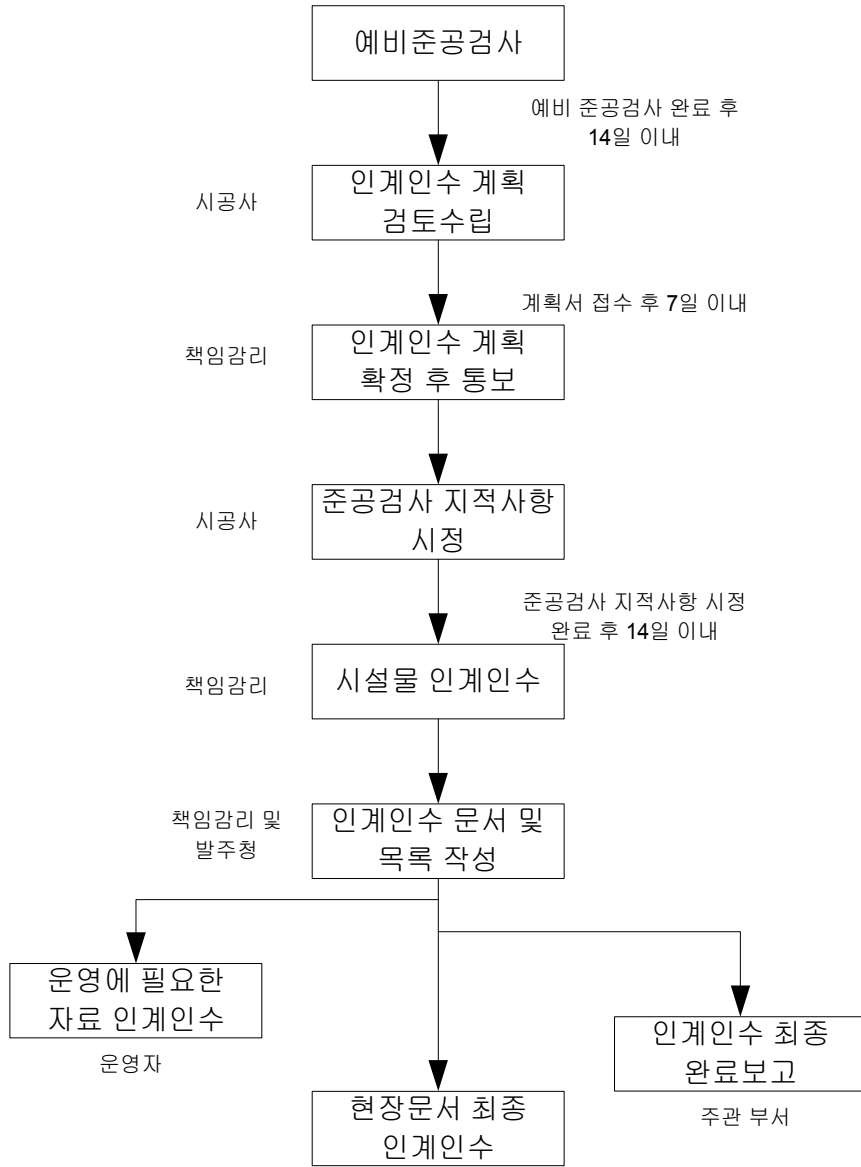 예비준공검사
예비 준공검사 완료 후
14일 이내
시공사
인계인수 계획
검토수립
계획서 접수 후 7일 이내
책임감리
인계인수 계획
확정 후 통보
시공사
준공검사 지적사항
시정
준공검사 지적사항 시정
완료 후 14일 이내
책임감리
시설물 인계인수
책임감리 및
발주청
인계인수 문서 및
목록 작성
운영에 필요한
자료 인계인수
운영자
인계인수 최종
완료보고
주관 부서
현장문서 최종
인계인수